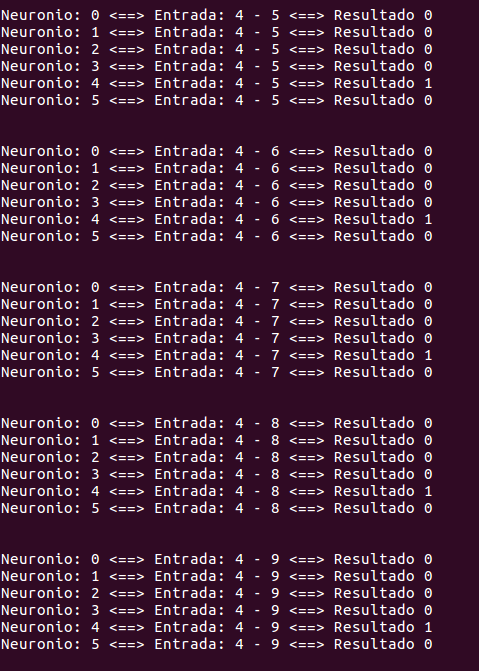 Neuronio: 0 <==> Entrada: 4 - 5 <==> Resultado 0
Neuronio: 1 <==> Entrada: 4 - 5 <==> Resultado 0
Neuronio: 2 <==> Entrada: 4 - 5 <==> Resultado 0
Neuronio: 3 <==> Entrada: 4 - 5 <==> Resultado 0
Neuronio: 4 <==> Entrada: 4 - 5 <==> Resultado 1
Neuronio: 5 <==> Entrada: 4 - 5 <==> Resultado 0

Neuronio: 0 <==> Entrada: 4 - 6 <==> Resultado 0
Neuronio: 1 <==> Entrada: 4 - 6 <==> Resultado 0
Neuronio: 2 <==> Entrada: 4 - 6 <==> Resultado 0
Neuronio: 3 <==> Entrada: 4 - 6 <==> Resultado 0
Neuronio: 4 <==> Entrada: 4 - 6 <==> Resultado 1
Neuronio: 5 <==> Entrada: 4 - 6 <==> Resultado 0

Neuronio: 0 <==> Entrada: 4 - 7 <==> Resultado 0
Neuronio: 1 <==> Entrada: 4 - 7 <==> Resultado 0
Neuronio: 2 <==> Entrada: 4 - 7 <==> Resultado 0
Neuronio: 3 <==> Entrada: 4 - 7 <==> Resultado 0
Neuronio: 4 <==> Entrada: 4 - 7 <==> Resultado 1
Neuronio: 5 <==> Entrada: 4 - 7 <==> Resultado 0

Neuronio: 0 <==> Entrada: 4 - 8 <==> Resultado 0
Neuronio: 1 <==> Entrada: 4 - 8 <==> Resultado 0
Neuronio: 2 <==> Entrada: 4 - 8 <==> Resultado 0
Neuronio: 3 <==> Entrada: 4 - 8 <==> Resultado 0
Neuronio: 4 <==> Entrada: 4 - 8 <==> Resultado 1
Neuronio: 5 <==> Entrada: 4 - 8 <==> Resultado 0

Neuronio: 0 <==> Entrada: 4 - 9 <==> Resultado 0
Neuronio: 1 <==> Entrada: 4 - 9 <==> Resultado 0
Neuronio: 2 <==> Entrada: 4 - 9 <==> Resultado 0
Neuronio: 3 <==> Entrada: 4 - 9 <==> Resultado 0
Neuronio: 4 <==> Entrada: 4 - 9 <==> Resultado 1
Neuronio: 5 <==> Entrada: 4 - 9 <==> Resultado 0